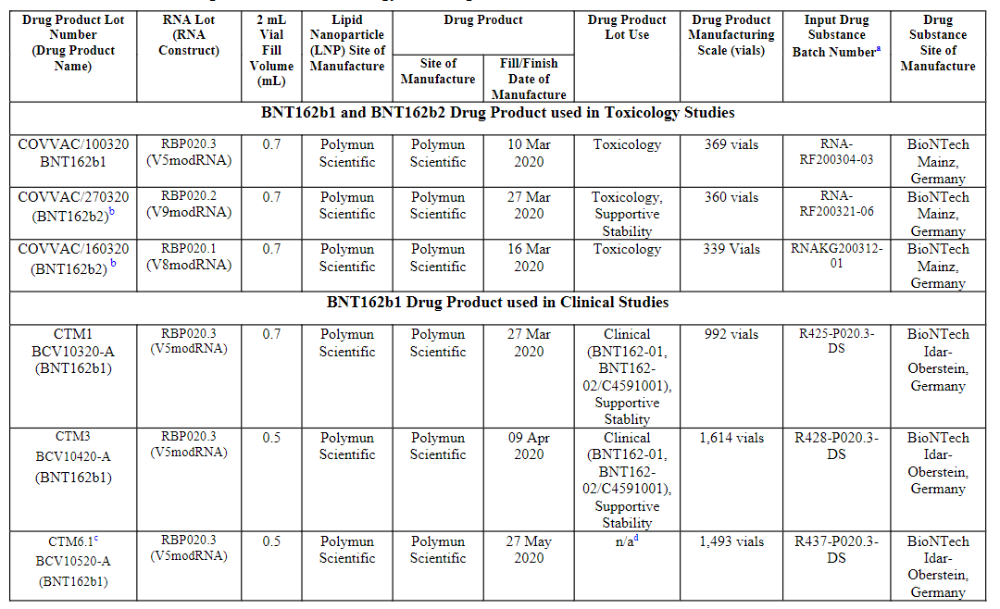 Drug Product Lot Number (Drug Product Name) | RNA Lot (RNA Construct) | 2 mL Vial Fill Volume (mL) | Lipid Nanoparticle (LNP) Site of Manufacture | Drug Product | Drug Product Lot Use | Drug Product Manufacturing Scale (vials) | Input Drug Substance Batch Number^a | Drug Substance Site of Manufacture
Site of Manufacture | Fill/Finish Date of Manufacture
BNT162b1 and BNT162b2 Drug Product used in Toxicology Studies
COVVAC/100320 BNT162b1 | RBP020.3 (V5modRNA) | 0.7 | Polymun Scientific | Polymun Scientific | 10 Mar 2020 | Toxicology | 369 vials | RNA-RF200304-03 | BioNTech Mainz, Germany
COVVAC/270320 (BNT162b2)^b | RBP020.2 (V9modRNA) | 0.7 | Polymun Scientific | Polymun Scientific | 27 Mar 2020 | Toxicology, Supportive Stability | 360 vials | RNA-RF200321-06 | BioNTech Mainz, Germany
COVVAC/160320 (BNT162b2) ^b | RBP020.1 (V8modRNA) | 0.7 | Polymun Scientific | Polymun Scientific | 16 Mar 2020 | Toxicology | 339 Vials | RNAKG200312-01 | BioNTech Mainz, Germany
BNT162b1 Drug Product used in Clinical Studies
CTM1 BCV10320-A (BNT162b1) | RBP020.3 (V5modRNA) | 0.7 | Polymun Scientific | Polymun Scientific | 27 Mar 2020 | Clinical (BNT162-01, BNT162-02/C4591001), Supportive Stablity | 992 vials | R425-P020.3-DS | BioNTech Idar-Oberstein, Germany
CTM3 BCV10420-A (BNT162b1) | RBP020.3 (V5modRNA) | 0.5 | Polymun Scientific | Polymun Scientific | 09 Apr 2020 | Clinical (BNT162-01, BNT162-02/C4591001), Supportive Stability | 1,614 vials | R428-P020.3-DS | BioNTech Idar-Oberstein, Germany
CTM6.1^c BCV10520-A (BNT162b1) | RBP020.3 (V5modRNA) | 0.5 | Polymun Scientific | Polymun Scientific | 27 May 2020 | n/a^d | 1,493 vials | R437-P020.3-DS | BioNTech Idar-Oberstein, Germany